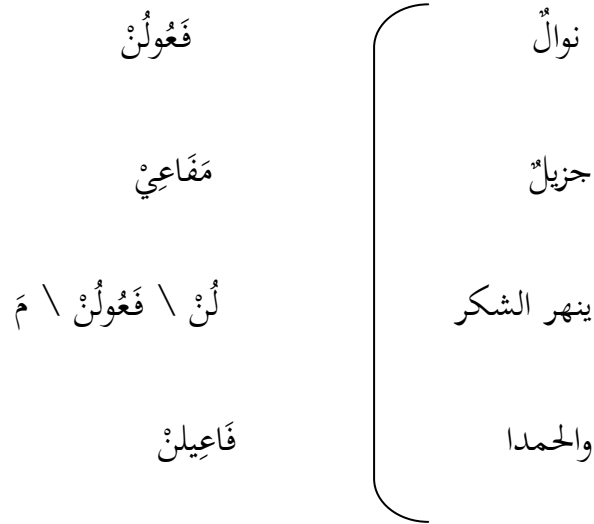 نوالٌ فَعُولُنْ
جزيلٌ مَفَاعِيْ
ينهر الشكر لُنْ \ فَعُولُنْ \ مَ
والحمدا فَاعِيلنْ